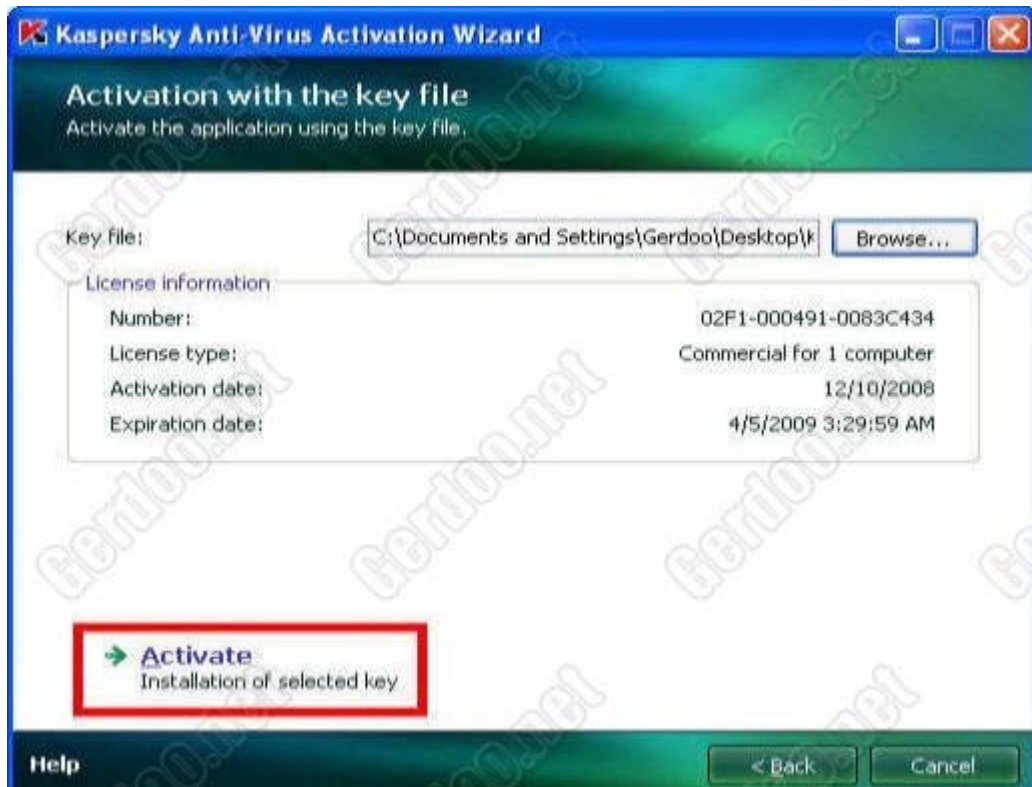 Kaspersky Anti-Virus Activation Wizard
Activation with the key file
Activate the application using the key file.
Key file: C:\Documents and Settings\Gerdoo\Desktop\K Browse...
License information
Number: 02F1-000491-0083C434
License type: Commercial for 1 computer
Activation date: 12/10/2008
Expiration date: 4/5/2009 3:29:59 AM
Activate
Installation of selected key
Help < Back Cancel
Gerdoo.net